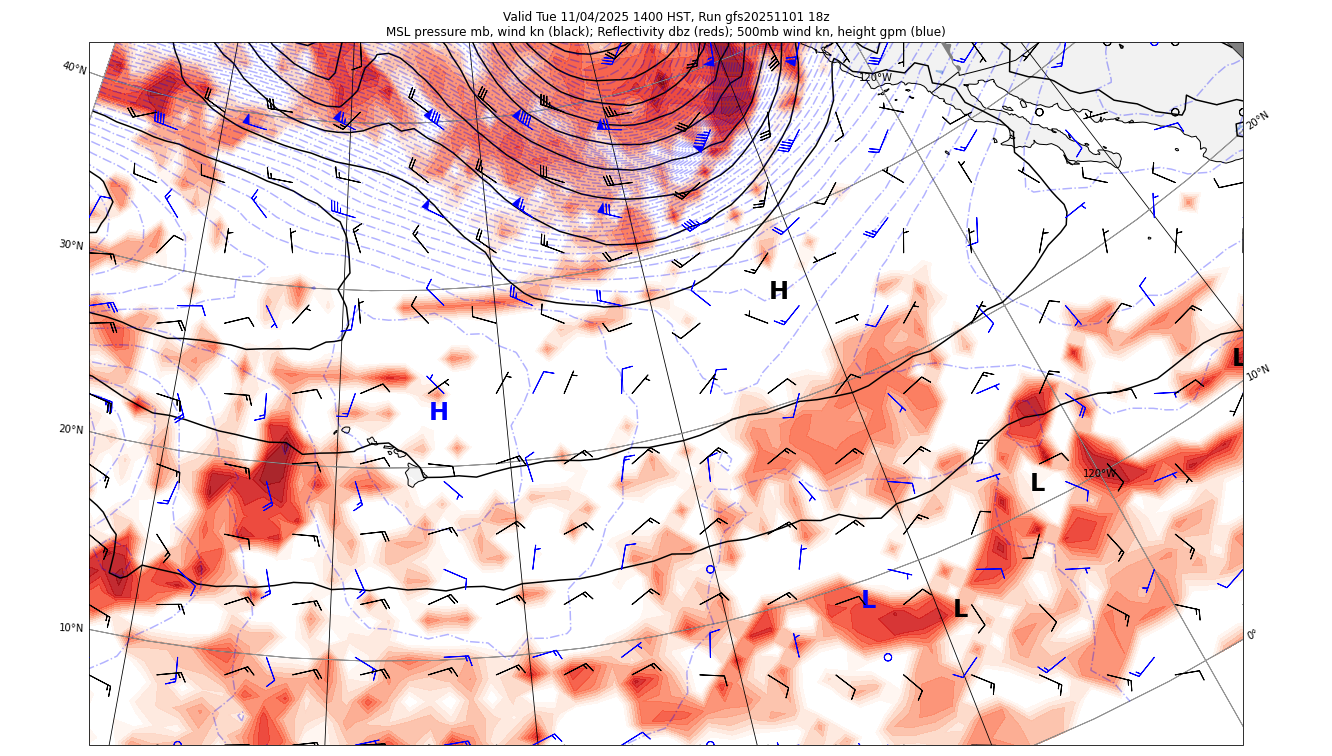 Valid Tue 11/04/2025 1400 HST, Run gfs20251101 18z
MSL pressure mb, wind kn (black); Reflectivity dbz (reds); 500mb wind kn, height gpm (blue)
40°N
120°W
20°N
30°N
H
L
10°N
H
20°N
120°W
L
L
L
10°N
0°